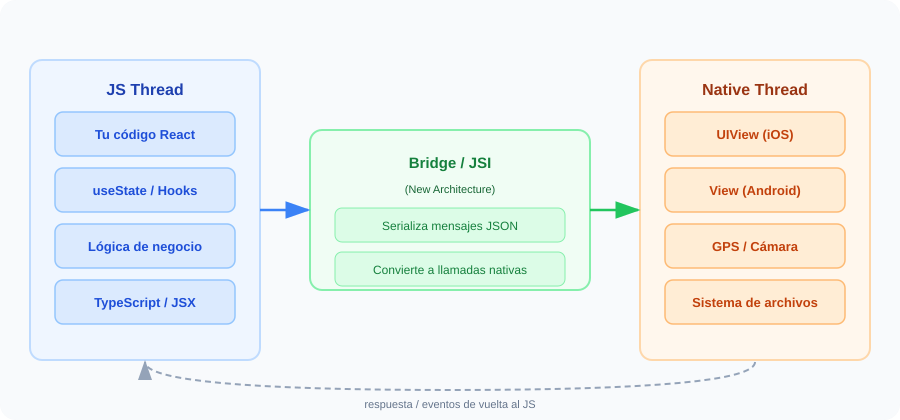 JS Thread
Tu código React
useState / Hooks
Lógica de negocio
TypeScript / JSX
Bridge / JSI
(New Architecture)
Serializa mensajes JSON
Convierte a llamadas nativas
Native Thread
UIView (iOS)
View (Android)
GPS / Cámara
Sistema de archivos
respuesta / eventos de vuelta al JS